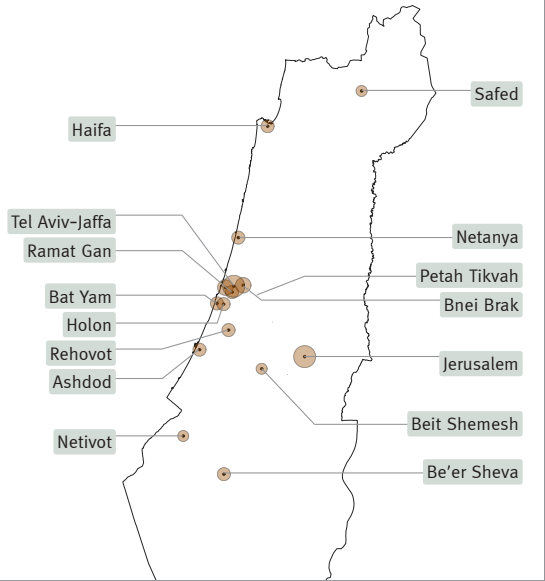 Safed
Haifa
Tel Aviv-Jaffa
Ramat Gan
Netanya
Petah Tikvah
Bat Yam
Bnei Brak
Holon
Rehovot
Jerusalem
Ashdod
Beit Shemesh
Netivot
Be'er Sheva